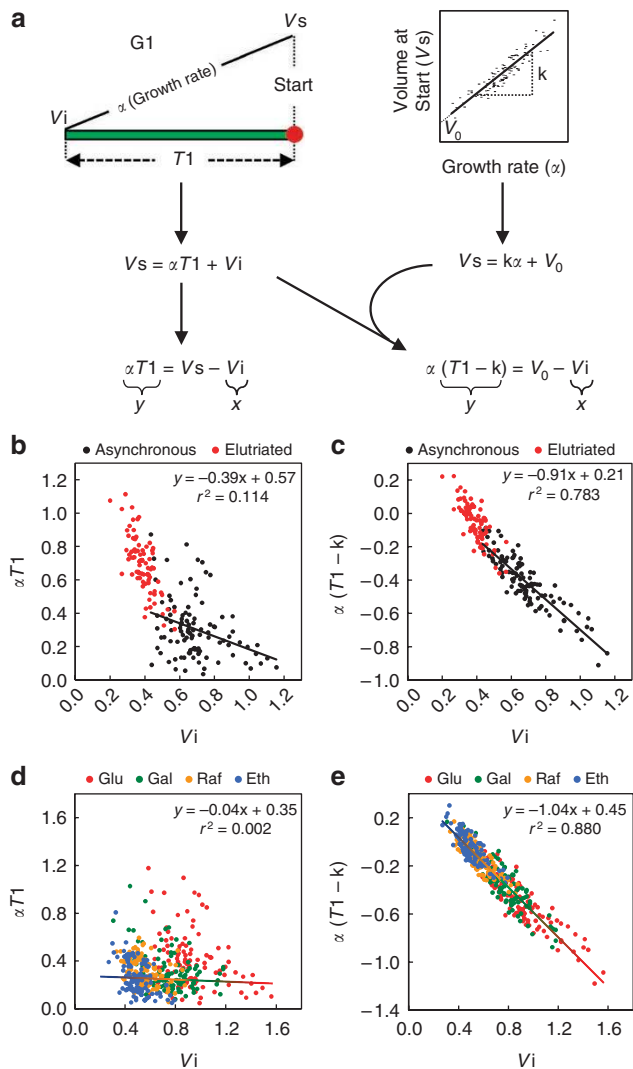 a
G1
Vs
α (Growth rate)
Start
Vi
T1
Volume at
Start (Vs)
k
V₀
Growth rate (α)
Vs = αT1 + Vi
Vs = kα + V₀
αT1 = Vs – Vi
y
x
α (T1 – k) = V₀ – Vi
y
x
b
Asynchronous Elutriated
y = –0.39x + 0.57
r² = 0.114
αT1
1.2
1.0
0.8
0.6
0.4
0.2
0.0
0.0 0.2 0.4 0.6 0.8 1.0 1.2
Vi
c
Asynchronous Elutriated
y = –0.91x + 0.21
r² = 0.783
α (T1 – k)
0.2
0.0
–0.2
–0.4
–0.6
–0.8
–1.0
0.0 0.2 0.4 0.6 0.8 1.0 1.2
Vi
d
Glu Gal Raf Eth
y = –0.04x + 0.35
r² = 0.002
αT1
1.6
1.2
0.8
0.4
0.0
0.0 0.4 0.8 1.2 1.6
Vi
e
Glu Gal Raf Eth
y = –1.04x + 0.45
r² = 0.880
α (T1 – k)
0.2
–0.2
–0.6
–1.0
–1.4
0.0 0.4 0.8 1.2 1.6
Vi